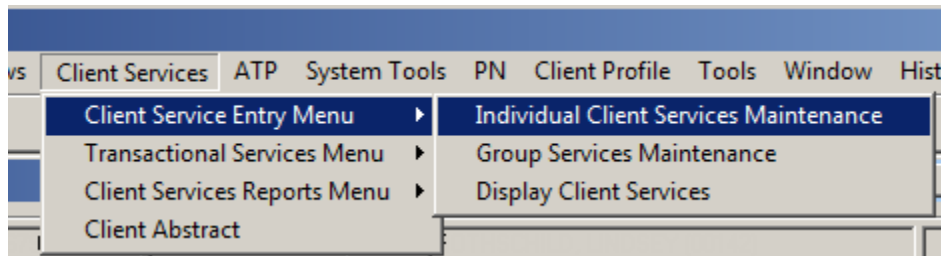 Client Services ATP System Tools PN Client Profile Tools Window
Client Service Entry Menu Individual Client Services Maintenance
Transactional Services Menu Group Services Maintenance
Client Services Reports Menu Display Client Services
Client Abstract